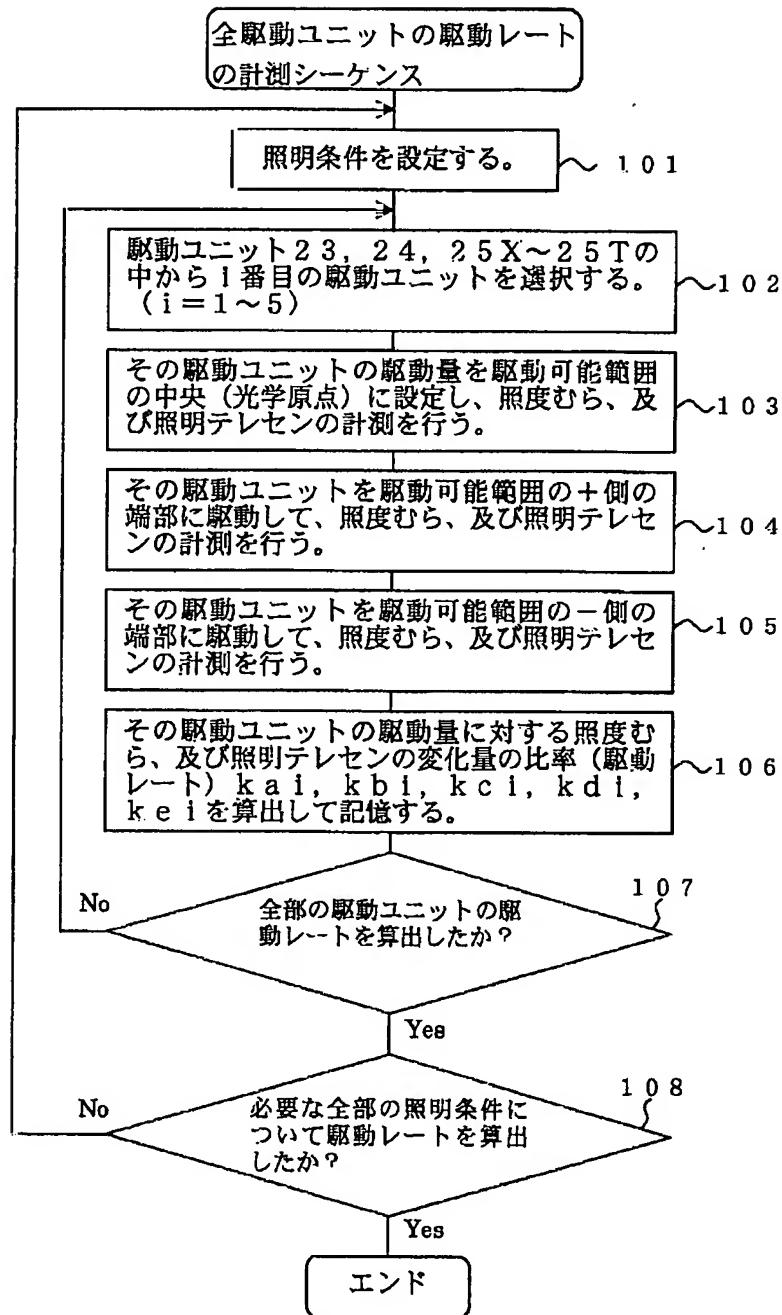 全駆動ユニットの駆動レート
の計測シーケンス
照明条件を設定する。
101
駆動ユニット23,24,25X~25Tの
中からi番目の駆動ユニットを選択する。
(i=1~5)
102
その駆動ユニットの駆動量を駆動可能範囲
の中央(光学原点)に設定し、照度むら、及
び照明テレセンの計測を行う。
103
その駆動ユニットを駆動可能範囲の+側の
端部に駆動して、照度むら、及び照明テレセ
ンの計測を行う。
104
その駆動ユニットを駆動可能範囲の-側の
端部に駆動して、照度むら、及び照明テレセ
ンの計測を行う。
105
その駆動ユニットの駆動量に対する照度む
ら、及び照明テレセンの変化量の比率(駆動
レート)kai,kbi,kci,kdi,
keiを算出して記憶する。
106
No
全部の駆動ユニットの駆
動レートを算出したか?
107
Yes
No
必要な全部の照明条件に
ついて駆動レートを算出
したか?
108
Yes
エンド